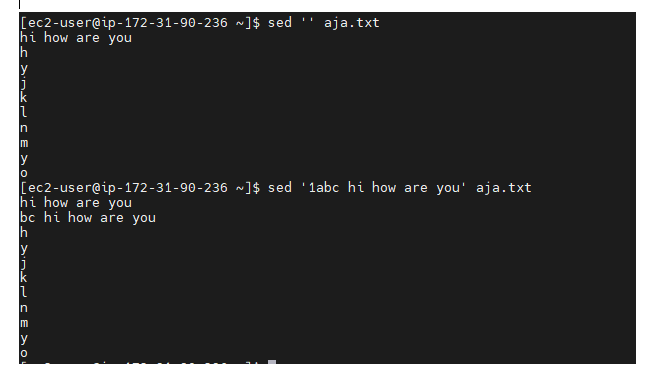 [ec2-user@ip-172-31-90-236 ~]$ sed '' aja.txt
hi how are you
h
y
j
k
l
n
m
y
o
[ec2-user@ip-172-31-90-236 ~]$ sed '1abc hi how are you' aja.txt
hi how are you
bc hi how are you
h
y
j
k
l
n
m
y
o